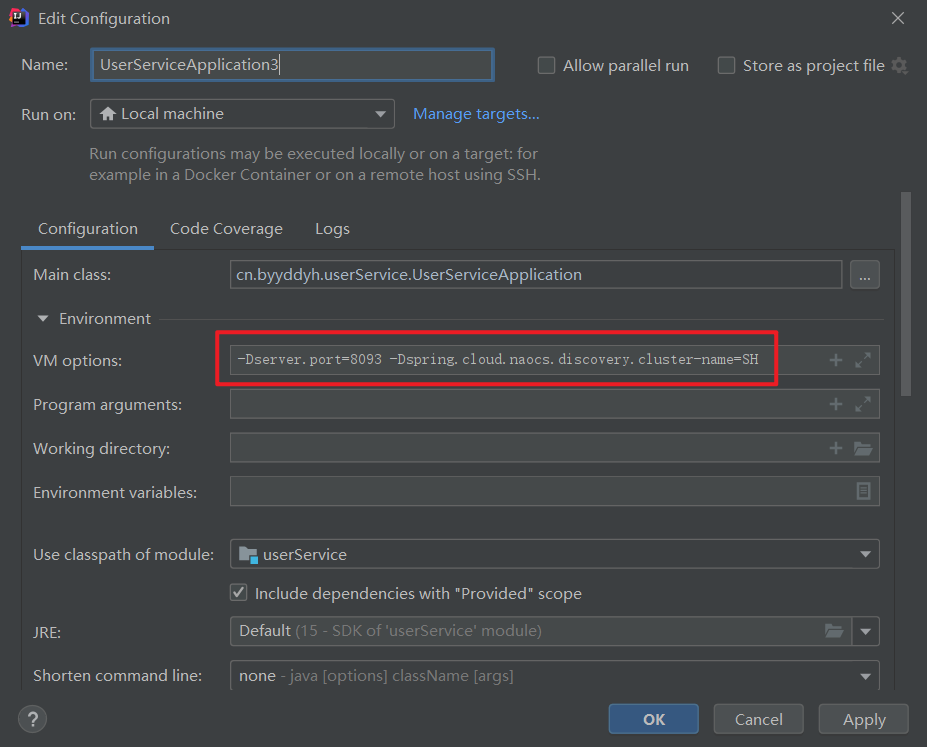 Edit Configuration
Name: UserServiceApplication3 Allow parallel run Store as project file
Run on: Local machine Manage targets...
Run configurations may be executed locally or on a target: for
example in a Docker Container or on a remote host using SSH.
Configuration Code Coverage Logs
Main class: cn.byyddyh.userService.UserServiceApplication ...
Environment
VM options: -Dserver.port=8093 -Dspring.cloud.naocs.discovery.cluster-name=SH
Program arguments:
Working directory:
Environment variables:
Use classpath of module: userService
Include dependencies with "Provided" scope
JRE: Default (15 - SDK of 'userService' module)
Shorten command line: none - java [options] className [args]
? OK Cancel Apply